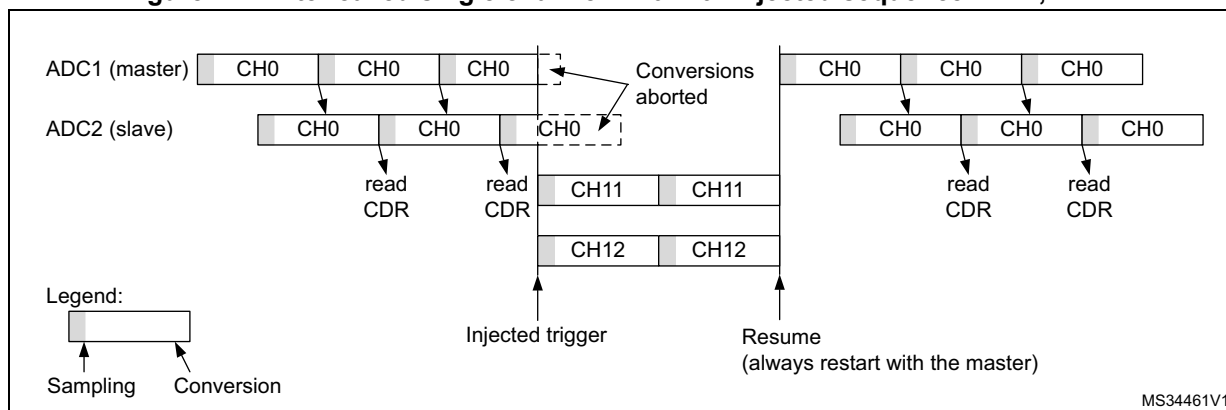 ADC1 (master) CH0 CH0 CH0 Conversions aborted CH0 CH0 CH0
ADC2 (slave) CH0 CH0 CH0 CH0 CH0 CH0
read CDR read CDR read CDR read CDR
CH11 CH11
CH12 CH12
Legend:
Sampling Conversion
Injected trigger
Resume
(always restart with the master)
MS34461V1